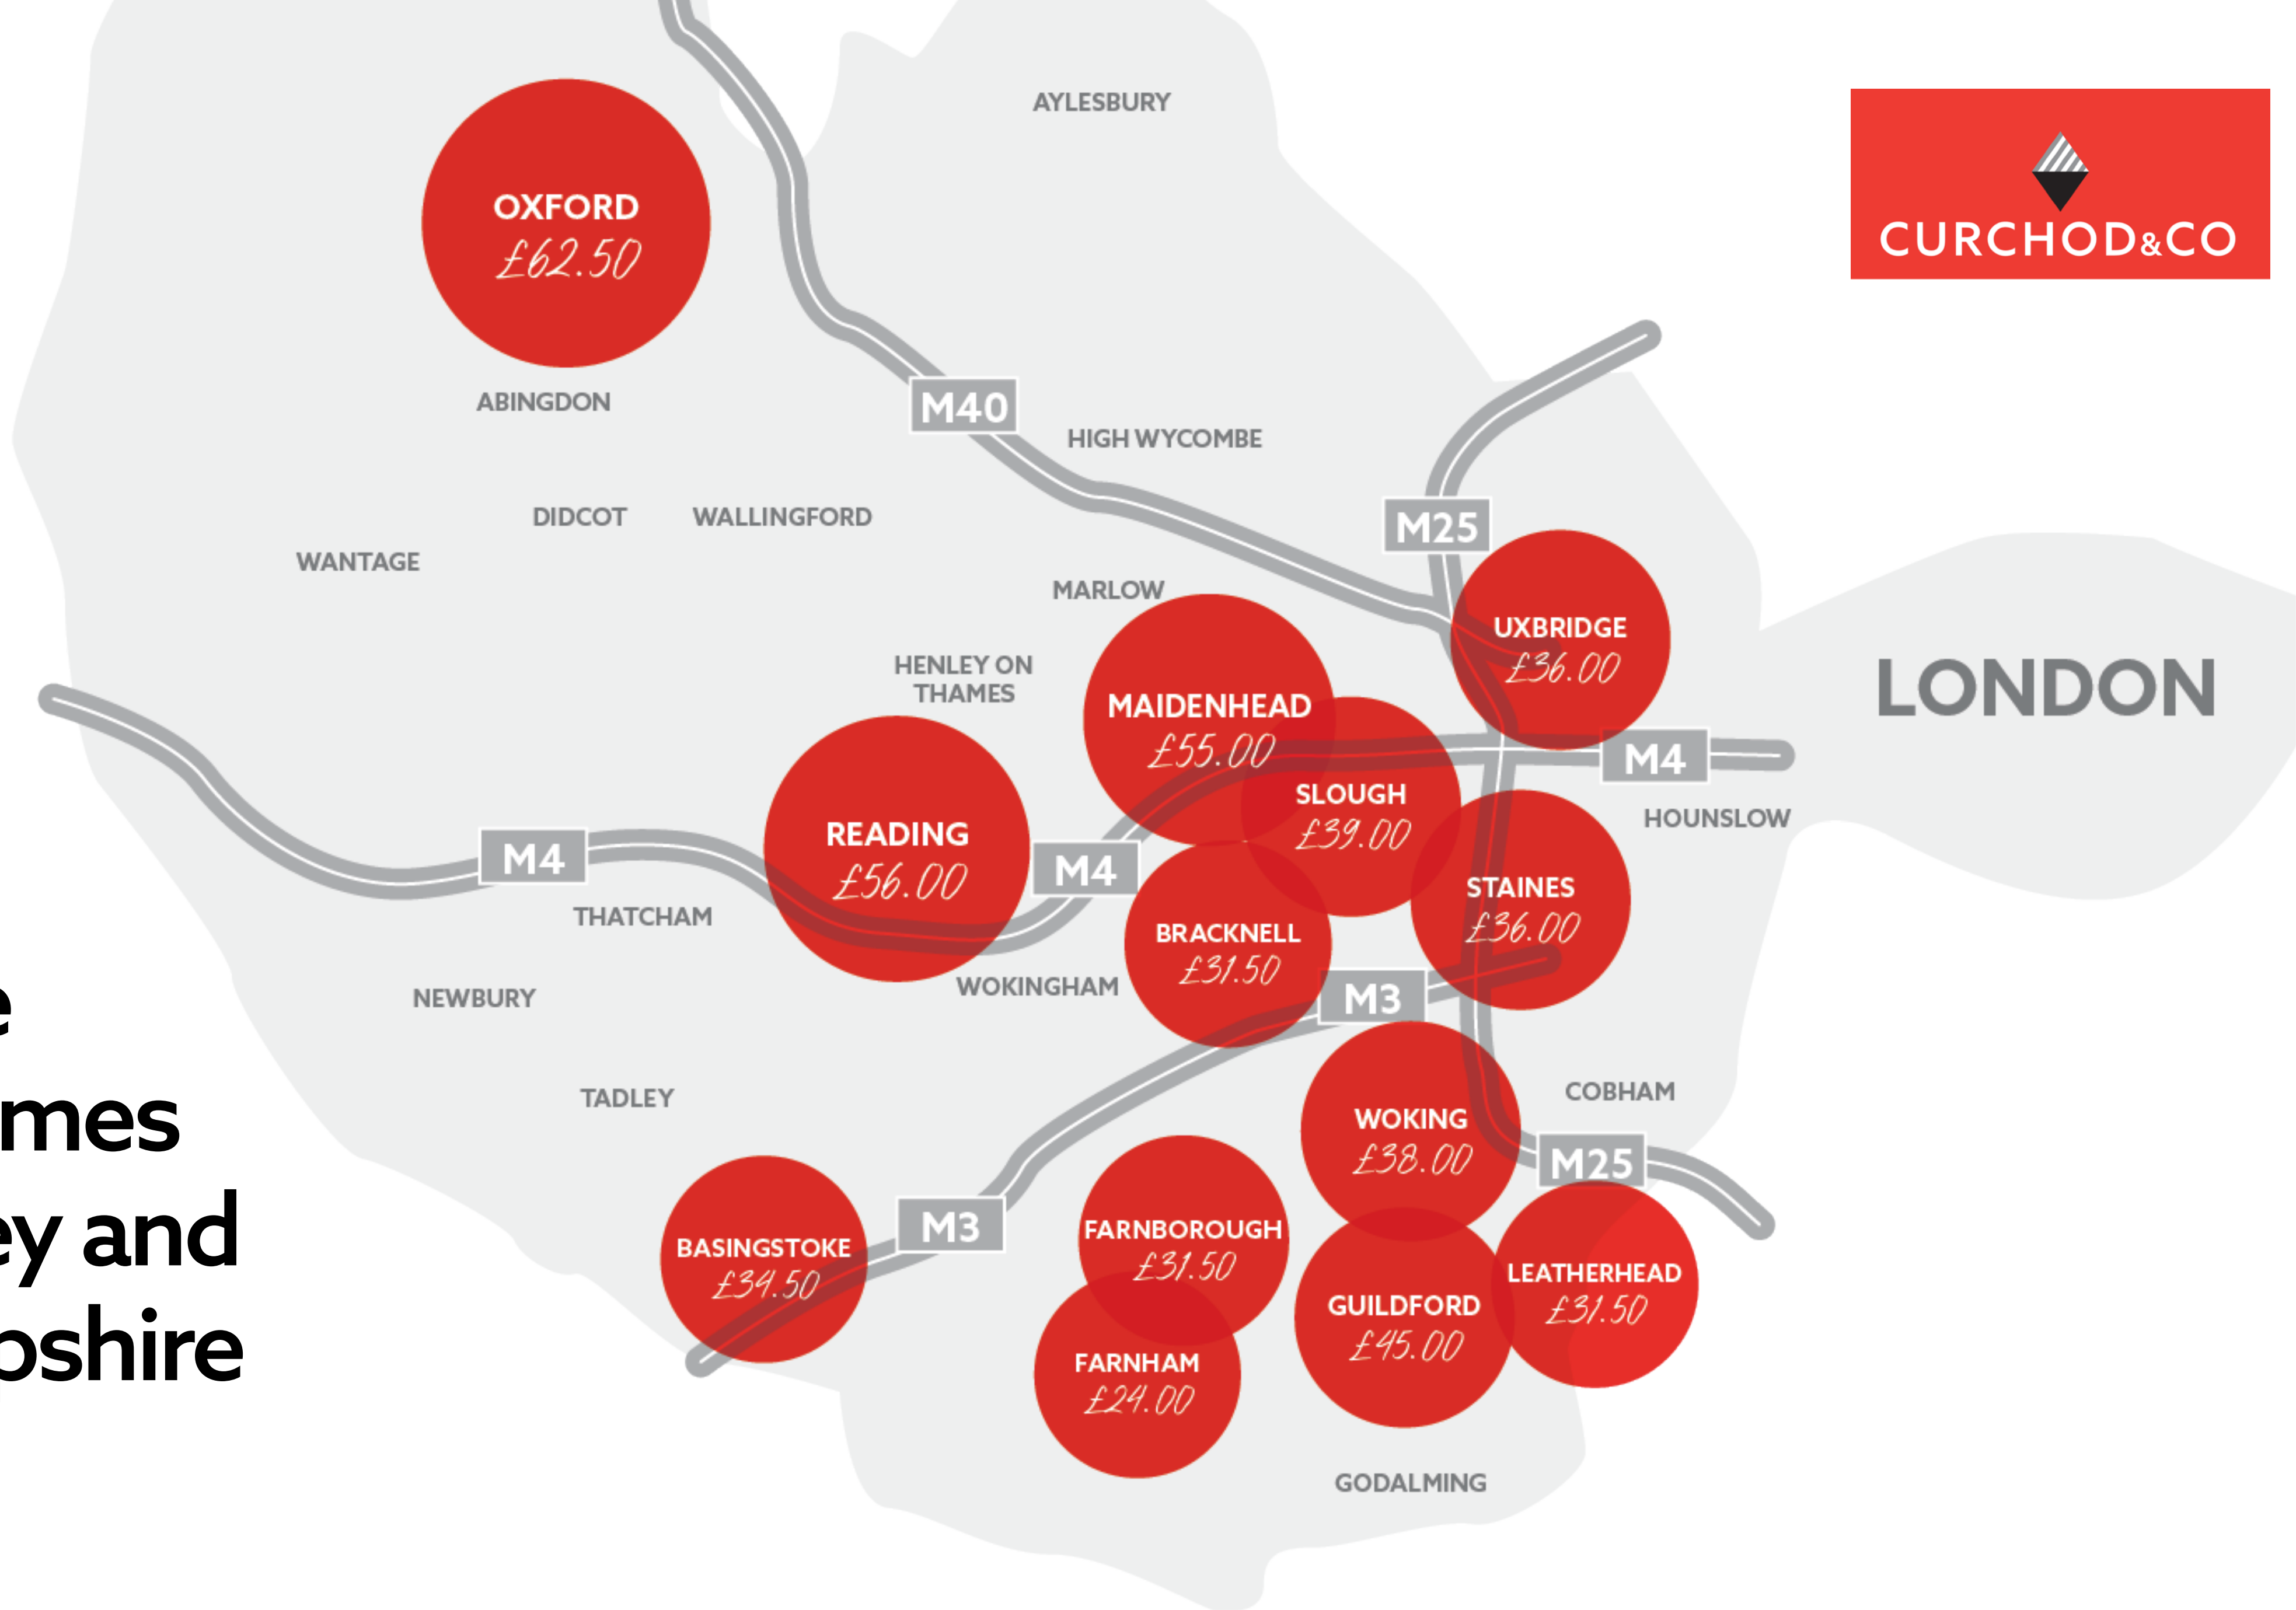 AYLESBURY
CURCHOD&CO
OXFORD
£62.50
ABINGDON
M40
HIGH WYCOMBE
DIDCOT
WALLINGFORD
M25
WANTAGE
MARLOW
UXBRIDGE
£36.00
HENLEY ON
THAMES
LONDON
MAIDENHEAD
£55.00
M4
SLOUGH
£39.00
HOUNSLOW
READING
£56.00
M4
M4
STAINES
£36.00
THATCHAM
BRACKNELL
£31.50
WOKINGHAM
NEWBURY
M3
e
mes
ey and
pshire
TADLEY
COBHAM
WOKING
£38.00
M25
M3
FARNBOROUGH
£31.50
BASINGSTOKE
£34.50
LEATHERHEAD
£31.50
GUILDFORD
£45.00
FARNHAM
£24.00
GODALMING